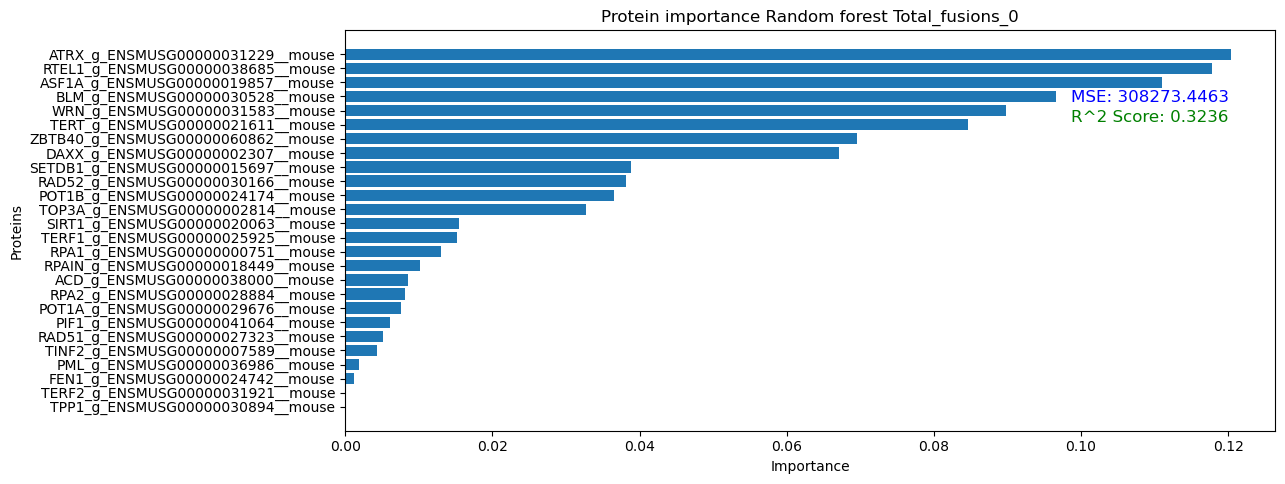 Protein importance Random forest Total_fusions_0
ATRX_g_ENSMUSG00000031229__mouse
RTEL1_g_ENSMUSG00000038685__mouse
ASF1A_g_ENSMUSG00000019857__mouse
BLM_g_ENSMUSG00000030528__mouse
WRN_g_ENSMUSG00000031583__mouse
TERT_g_ENSMUSG00000021611__mouse
ZBTB40_g_ENSMUSG00000060862__mouse
DAXX_g_ENSMUSG00000002307__mouse
SETDB1_g_ENSMUSG00000015697__mouse
RAD52_g_ENSMUSG00000030166__mouse
POT1B_g_ENSMUSG00000024174__mouse
TOP3A_g_ENSMUSG00000002814__mouse
SIRT1_g_ENSMUSG00000020063__mouse
TERF1_g_ENSMUSG00000025925__mouse
RPA1_g_ENSMUSG00000000751__mouse
RPAIN_g_ENSMUSG00000018449__mouse
ACD_g_ENSMUSG00000038000__mouse
RPA2_g_ENSMUSG00000028884__mouse
POT1A_g_ENSMUSG00000029676__mouse
PIF1_g_ENSMUSG00000041064__mouse
RAD51_g_ENSMUSG00000027323__mouse
TINF2_g_ENSMUSG00000007589__mouse
PML_g_ENSMUSG00000036986__mouse
FEN1_g_ENSMUSG00000024742__mouse
TERF2_g_ENSMUSG00000031921__mouse
TPP1_g_ENSMUSG00000030894__mouse
Proteins
MSE: 308273.4463
R^2 Score: 0.3236
0.00 0.02 0.04 0.06 0.08 0.10 0.12
Importance